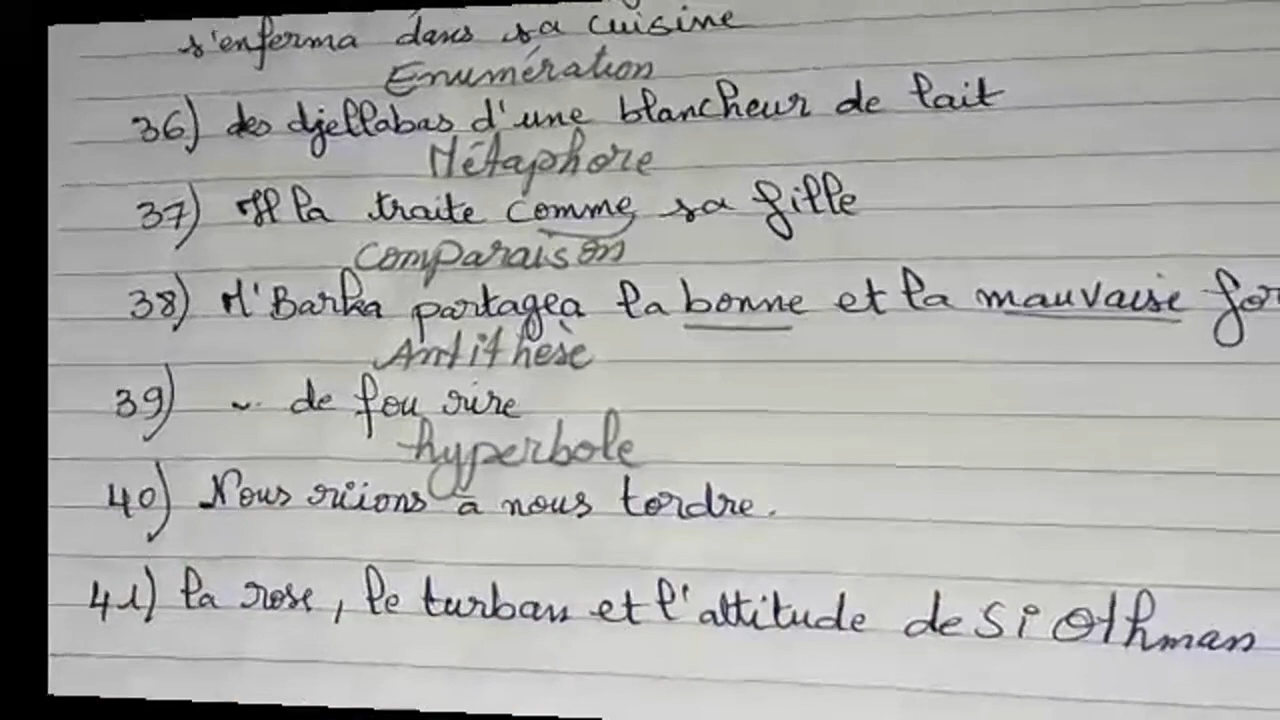 s'enferma dans sa cuisine
Enumération
36) des djellabas d'une blancheur de lait
Métaphore
37) Il la traite comme sa fille
Comparaison
38) M'Barka partagea la bonne et la mauvaise for
Antithèse
39) .. de fou rire
hyperbole
40) Nous riions à nous tordre.
41) la rose, le turban et l'attitude de Si Othman